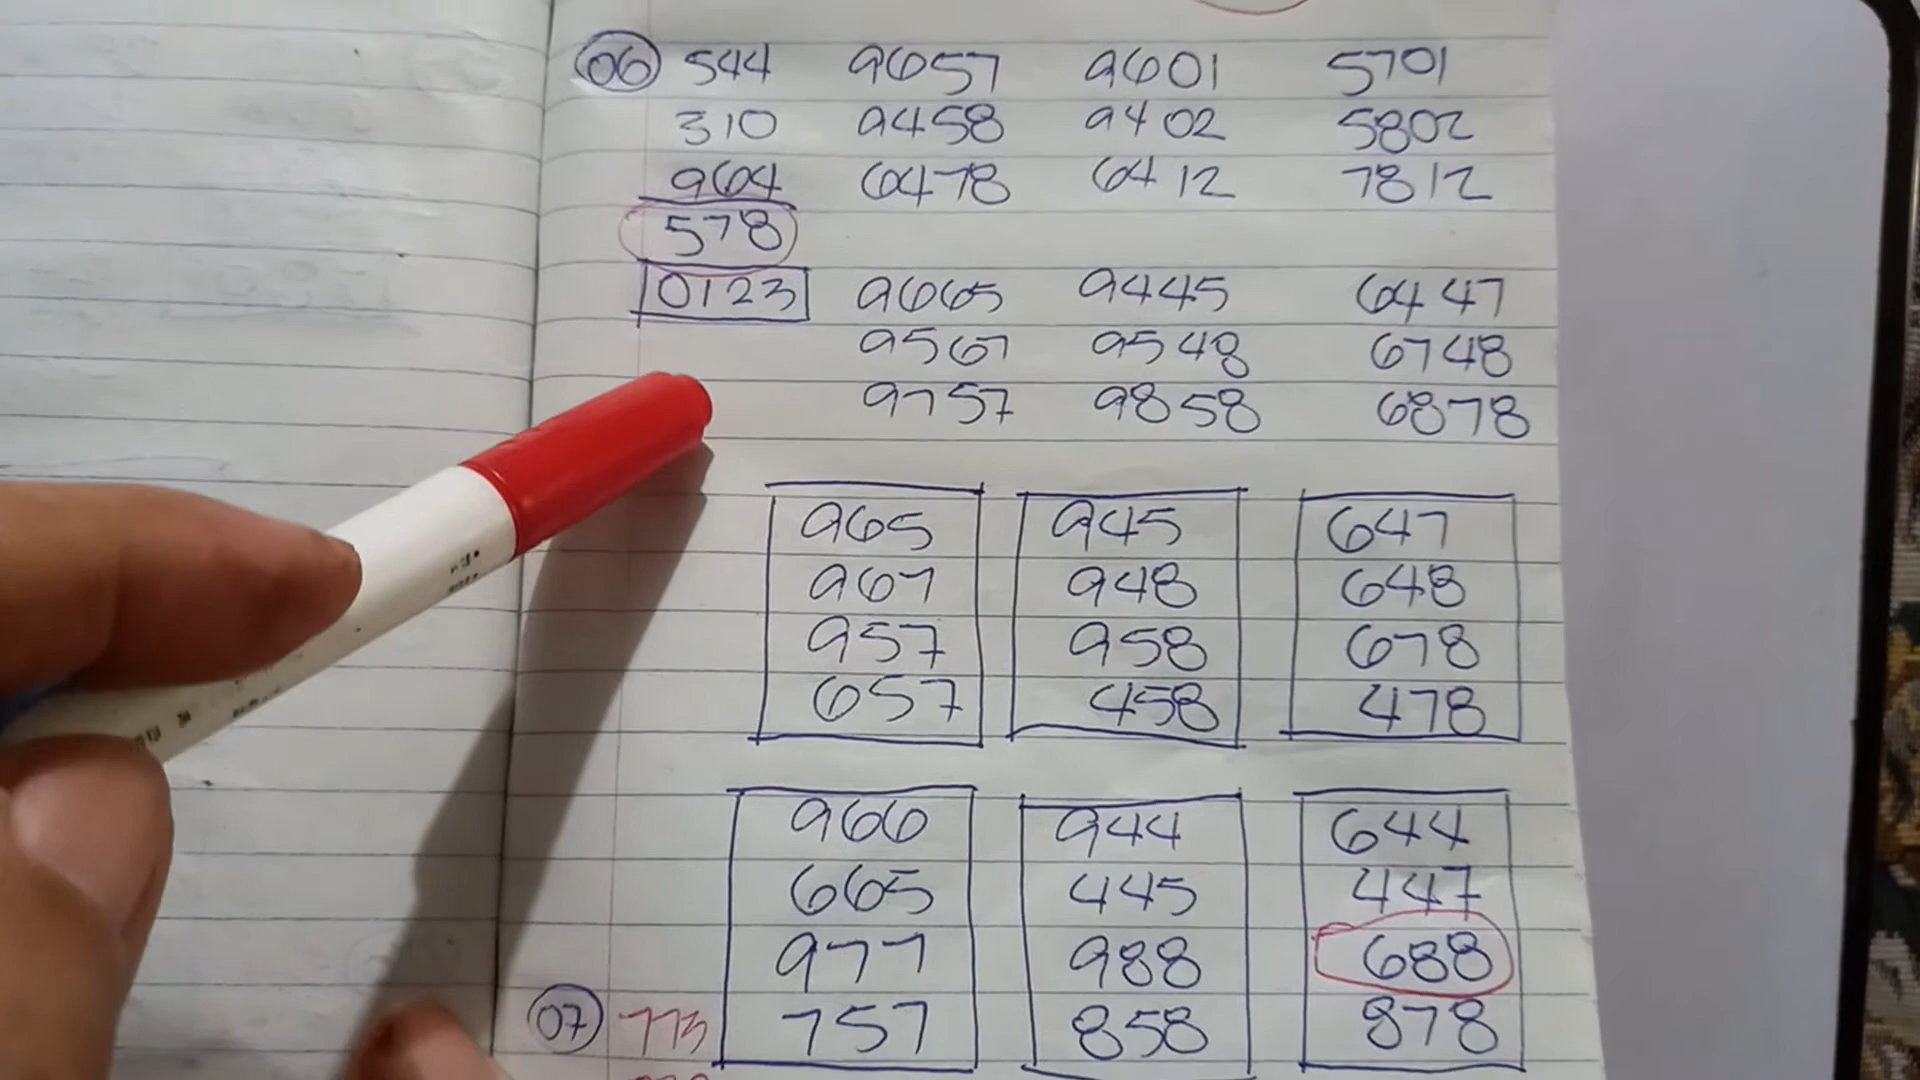 06 544 9657 9601 5701
310 9458 9402 5802
964 6478 6412 7812
578
0123 9665 9445 6447
9567 9548 6748
9757 9858 6878
965 945 647
967 948 648
957 958 678
657 458 478
966 944 644
665 445 447
977 988 688
07 773 757 858 878